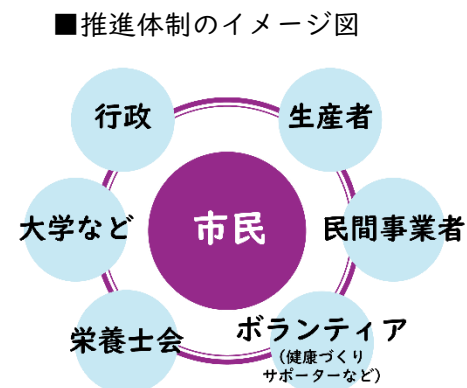 ■推進体制のイメージ図
行政
生産者
大学など
市民
民間事業者
栄養士会
ボランティア
(健康づくり
サポーターなど)